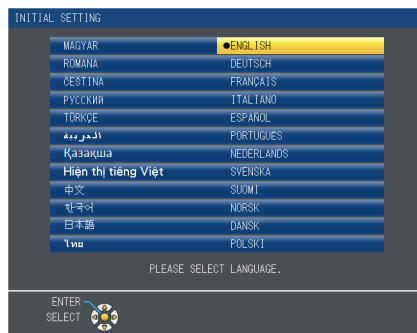 INITIAL SETTING
MAGYAR ●ENGLISH
ROMÂNĂ DEUTSCH
ČEŠTINA FRANÇAIS
РУССКИЙ ITALIANO
TÜRKÇE ESPAÑOL
العربية PORTUGUÊS
Қазақша NEDERLANDS
Hiện thị tiếng Việt SVENSKA
中文 SUOMI
한국어 NORSK
日本語 DANSK
ไทย POLSKI
PLEASE SELECT LANGUAGE.
ENTER
SELECT